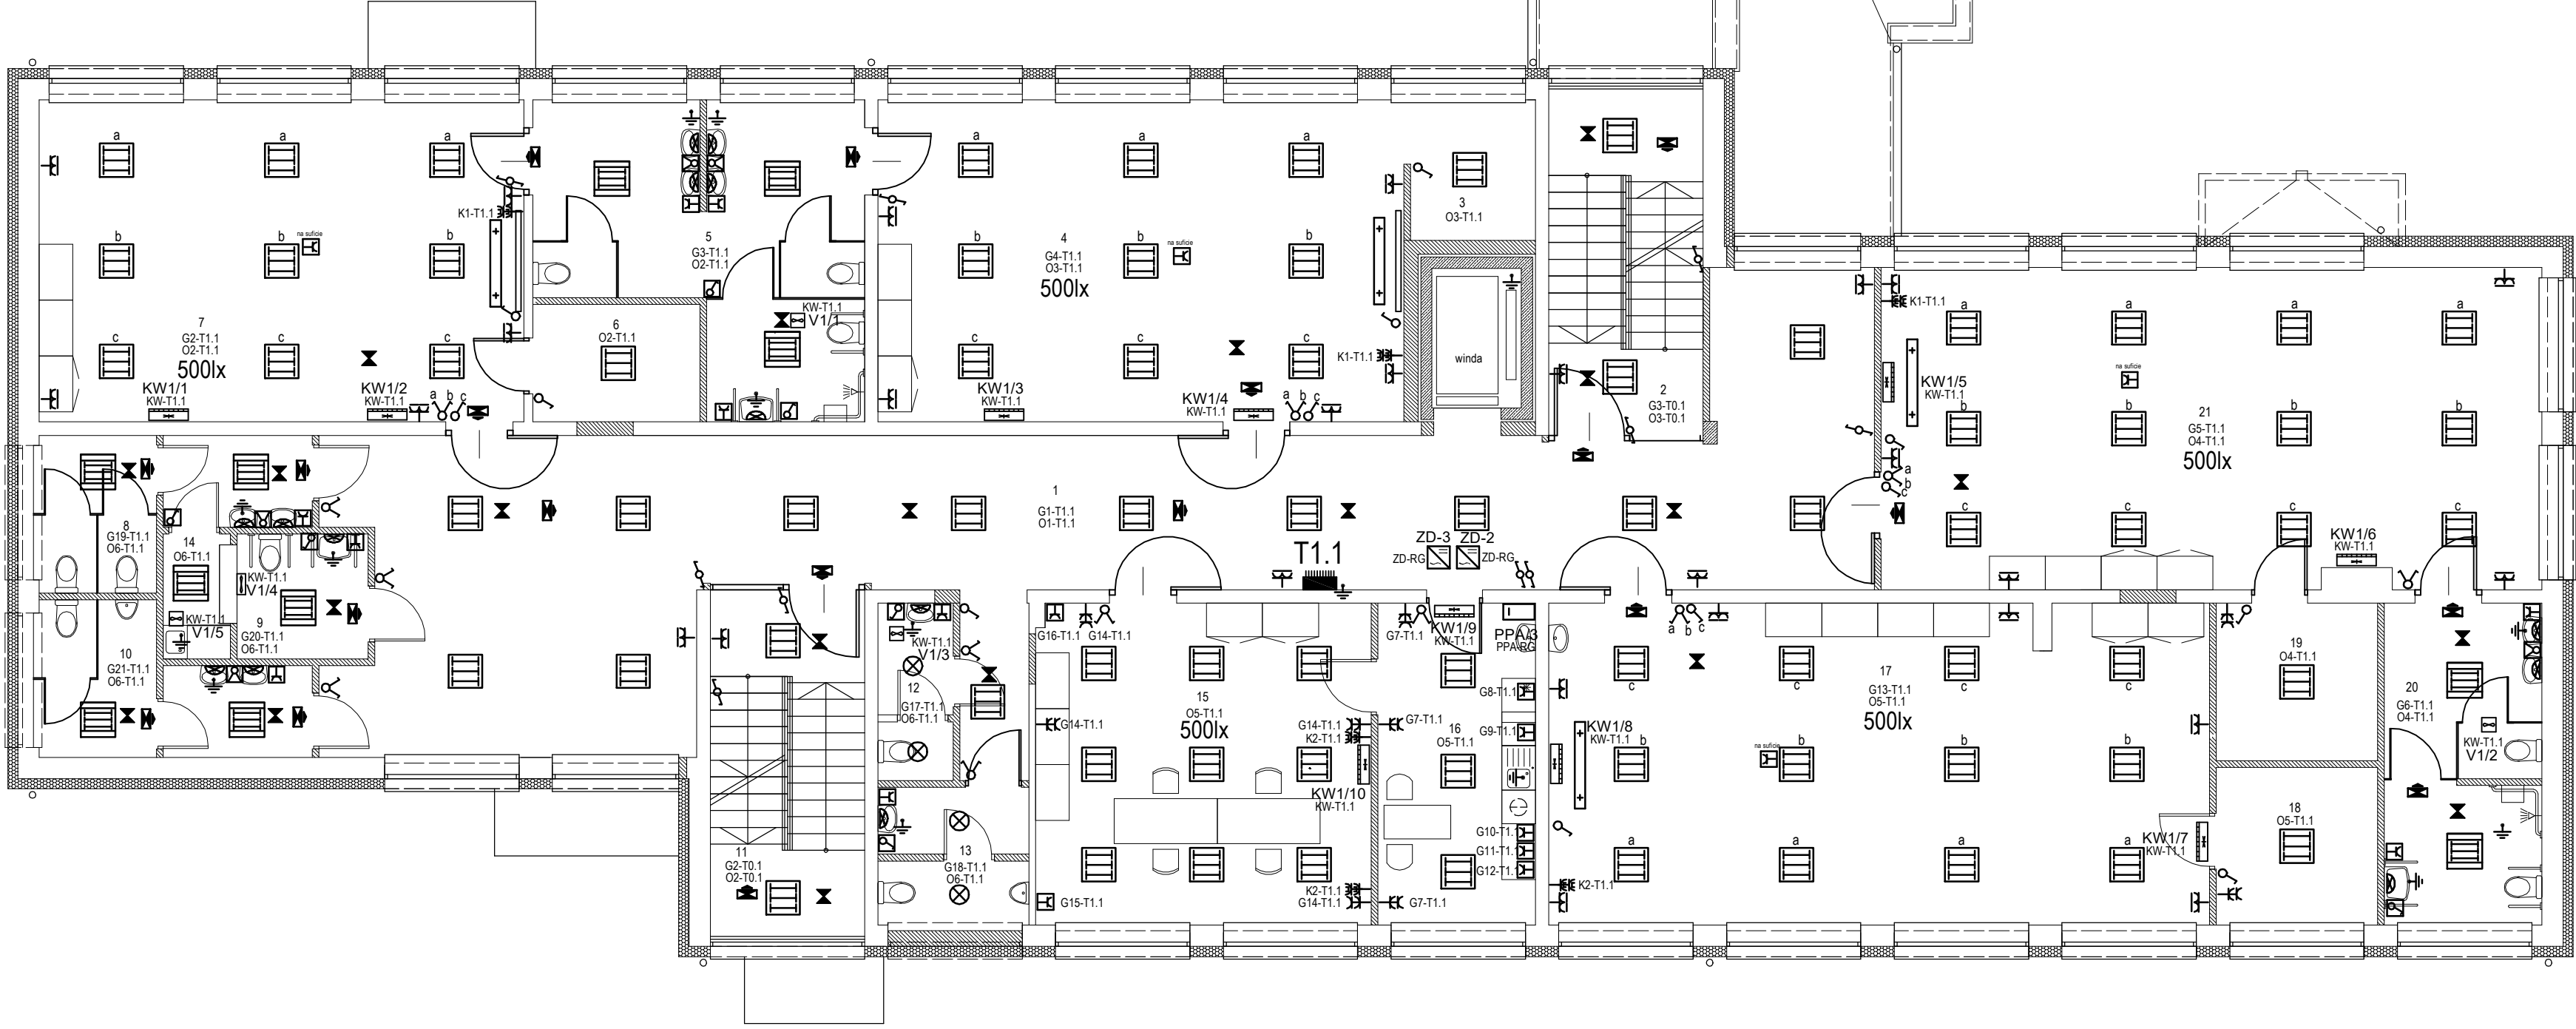 a
a
a
a
a
a
3
O3-T1.1
K1-T1.1
b
b
na suficie
b
5
G3-T1.1
O2-T1.1
b
4
G4-T1.1
O3-T1.1
500lx
b
na suficie
b
K1-T1.1
a
a
a
a
7
G2-T1.1
O2-T1.1
500lx
c
c
c
6
O2-T1.1
KW-T1.1
V1/1
c
c
c
K1-T1.1
winda
na suficie
KW1/1
KW-T1.1
KW1/2
KW-T1.1
a b c
KW1/3
KW-T1.1
KW1/4
KW-T1.1
a b c
2
G3-T0.1
O3-T0.1
KW1/5
KW-T1.1
b
b
b
b
21
G5-T1.1
O4-T1.1
500lx
a
b
c
1
G1-T1.1
O1-T1.1
c
c
c
c
8
G19-T1.1
O6-T1.1
14
O6-T1.1
KW-T1.1
V1/4
ZD-3
ZD-2
ZD-RG
ZD-RG
T1.1
KW1/6
KW-T1.1
KW-T1.1
V1/5
9
G20-T1.1
O6-T1.1
10
G21-T1.1
O6-T1.1
KW-T1.1
V1/3
G16-T1.1
G14-T1.1
G7-T1.1
KW1/9
KW-T1.1
PPA/3
PPA-RG
a b c
12
G17-T1.1
O6-T1.1
15
O5-T1.1
500lx
G14-T1.1
G14-T1.1
K2-T1.1
G7-T1.1
16
O5-T1.1
G8-T1.1
G9-T1.1
c
c
c
c
17
G13-T1.1
O5-T1.1
500lx
19
O4-T1.1
20
G6-T1.1
O4-T1.1
KW1/8
KW-T1.1
b
na suficie
b
b
b
KW-T1.1
V1/2
KW1/10
KW-T1.1
G10-T1.1
G11-T1.1
G12-T1.1
a
a
a
a
KW1/7
KW-T1.1
18
O5-T1.1
11
G2-T0.1
O2-T0.1
13
G18-T1.1
O6-T1.1
G15-T1.1
K2-T1.1
G14-T1.1
G7-T1.1
K2-T1.1